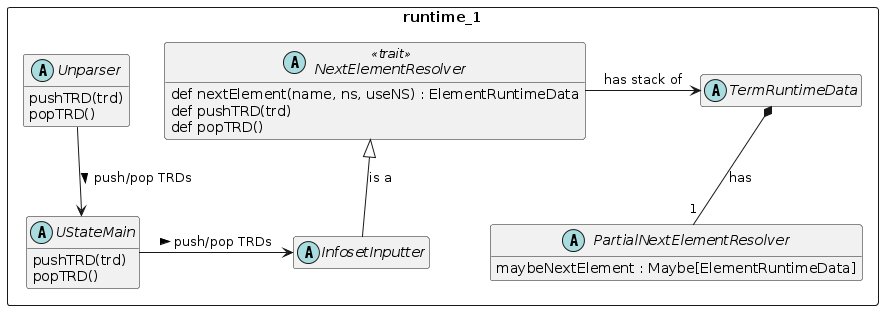 runtime_1
A Unparser
pushTRD(trd)
popTRD()
«trait»
A NextElementResolver
def nextElement(name, ns, useNS) : ElementRuntimeData
def pushTRD(trd)
def popTRD()
has stack of
A TermRuntimeData
push/pop TRDs
is a
has
1
A UStateMain
pushTRD(trd)
popTRD()
push/pop TRDs
A InfosetInputter
A PartialNextElementResolver
maybeNextElement : Maybe[ElementRuntimeData]